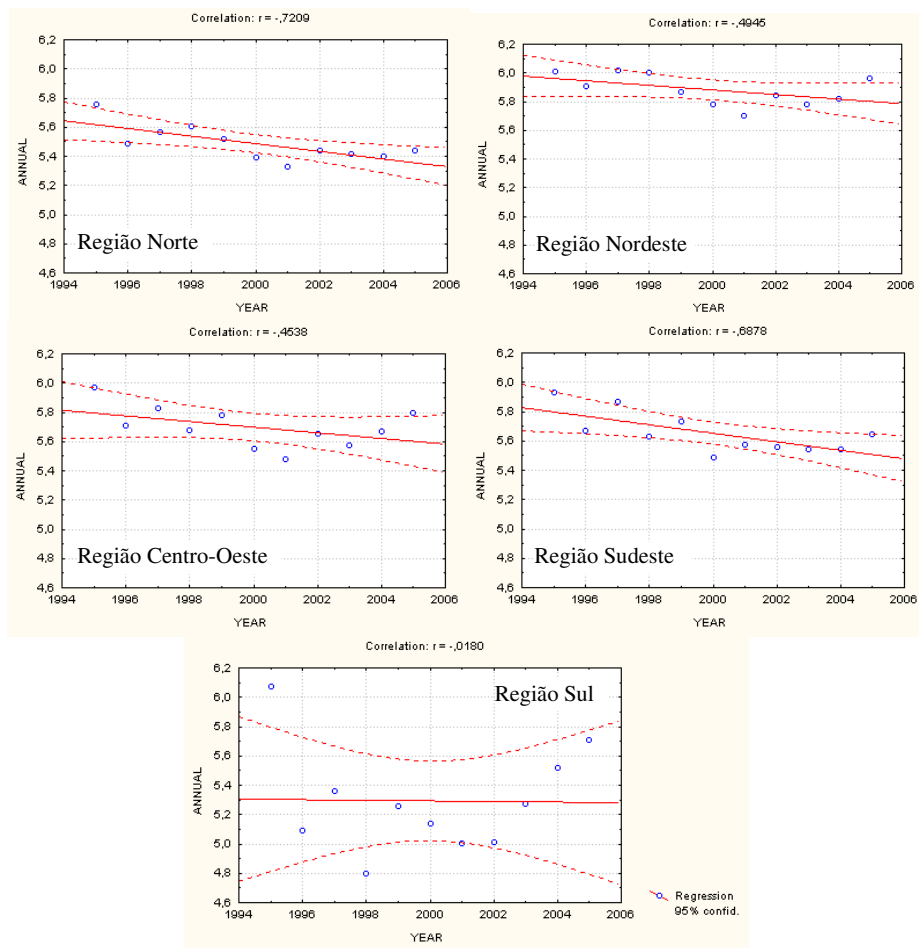 Correlation: r = -,7209
6,2
6,0
5,8
5,6
5,4
5,2
5,0
4,8
4,6
ANNUAL
Região Norte
1994 1996 1998 2000 2002 2004 2006
YEAR
Correlation: r = -,4945
6,2
6,0
5,8
5,6
5,4
5,2
5,0
4,8
4,6
ANNUAL
Região Nordeste
1994 1996 1998 2000 2002 2004 2006
YEAR
Correlation: r = -,4538
6,2
6,0
5,8
5,6
5,4
5,2
5,0
4,8
4,6
ANNUAL
Região Centro-Oeste
1994 1996 1998 2000 2002 2004 2006
YEAR
Correlation: r = -,6878
6,2
6,0
5,8
5,6
5,4
5,2
5,0
4,8
4,6
ANNUAL
Região Sudeste
1994 1996 1998 2000 2002 2004 2006
YEAR
Correlation: r = -,0180
6,2
6,0
5,8
5,6
5,4
5,2
5,0
4,8
4,6
ANNUAL
Região Sul
1994 1996 1998 2000 2002 2004 2006
YEAR
Regression
95% confid.